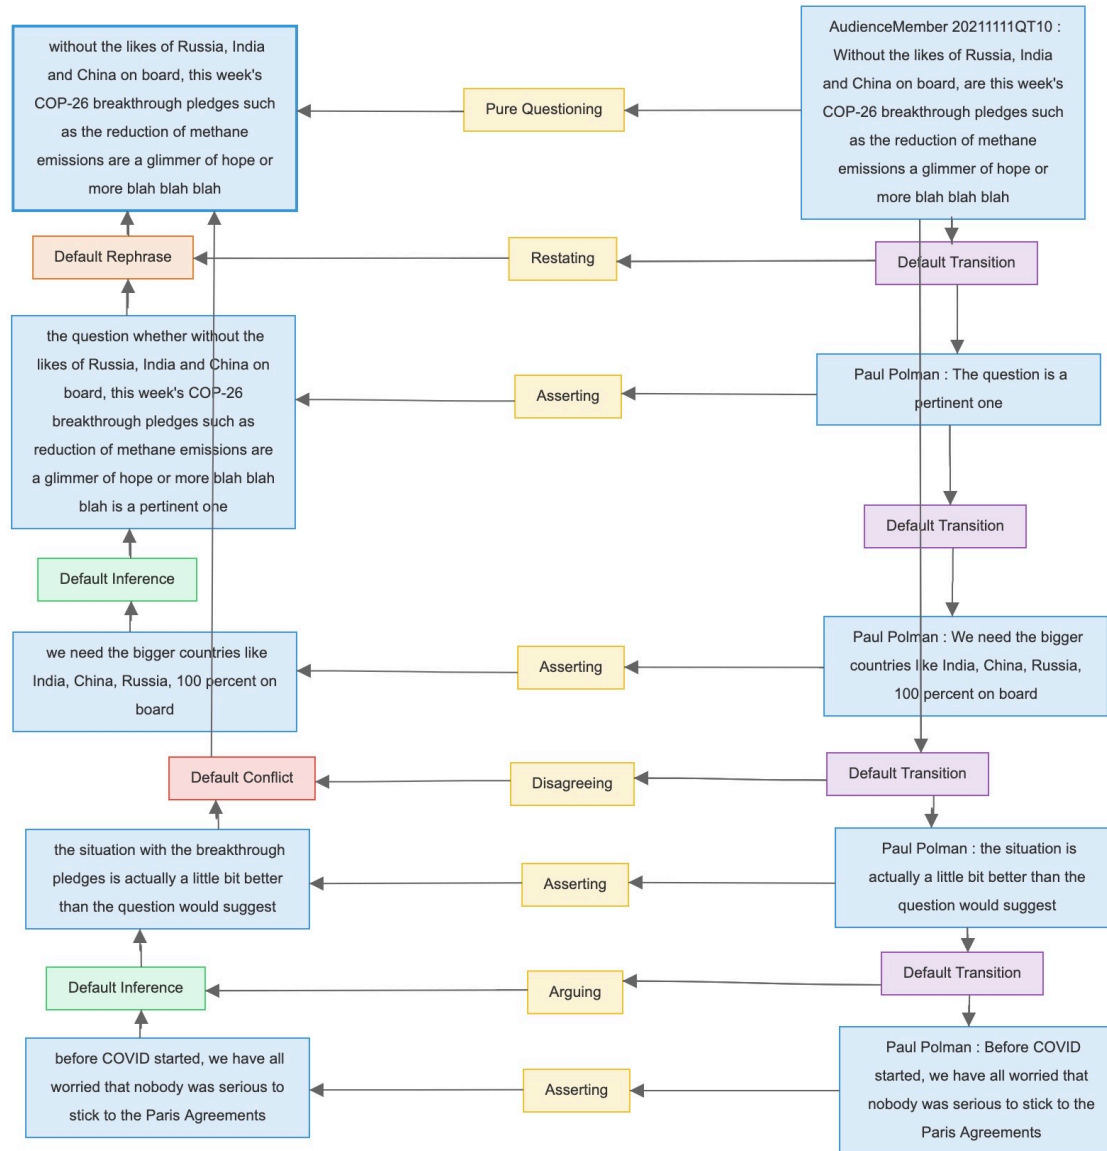 without the likes of Russia, India
and China on board, this week's
COP-26 breakthrough pledges such
as the reduction of methane
emissions are a glimmer of hope or
more blah blah blah
Pure Questioning
AudienceMember 20211111QT10 :
Without the likes of Russia, India
and China on board, are this week's
COP-26 breakthrough pledges such
as the reduction of methane
emissions a glimmer of hope or
more blah blah blah
Default Rephrase
Restating
Default Transition
the question whether without the
likes of Russia, India and China on
board, this week's COP-26
breakthrough pledges such as
reduction of methane emissions are
a glimmer of hope or more blah blah
blah is a pertinent one
Asserting
Paul Polman : The question is a
pertinent one
Default Transition
Default Inference
we need the bigger countries like
India, China, Russia, 100 percent on
board
Asserting
Paul Polman : We need the bigger
countries like India, China, Russia,
100 percent on board
Default Conflict
Disagreeing
Default Transition
the situation with the breakthrough
pledges is actually a little bit better
than the question would suggest
Asserting
Paul Polman : the situation is
actually a little bit better than the
question would suggest
Default Inference
Arguing
Default Transition
before COVID started, we have all
worried that nobody was serious to
stick to the Paris Agreements
Asserting
Paul Polman : Before COVID
started, we have all worried that
nobody was serious to stick to the
Paris Agreements